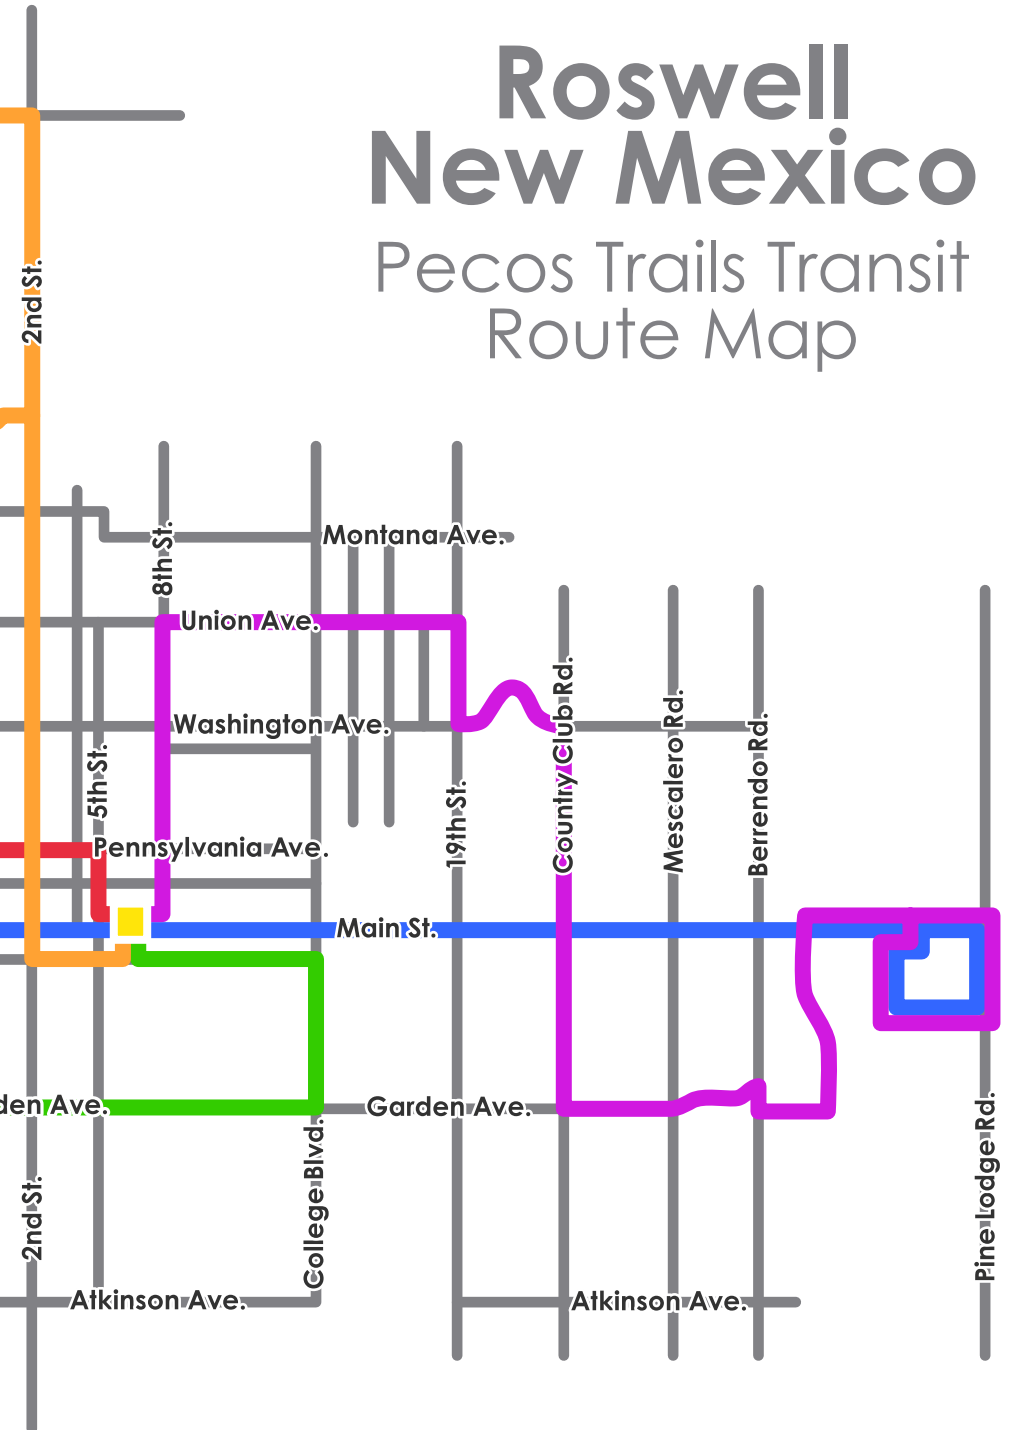 Roswell
New Mexico
Pecos Trails Transit
Route Map
2nd St.
8th St.
Montana Ave.
Union Ave.
Washington Ave.
Country Club Rd.
Mescalero Rd.
Berrendo Rd.
5th St.
19th St.
Pennsylvania Ave.
Main St.
den Ave.
Garden Ave.
2nd St.
College Blvd.
Pine Lodge Rd.
Atkinson Ave.
Atkinson Ave.